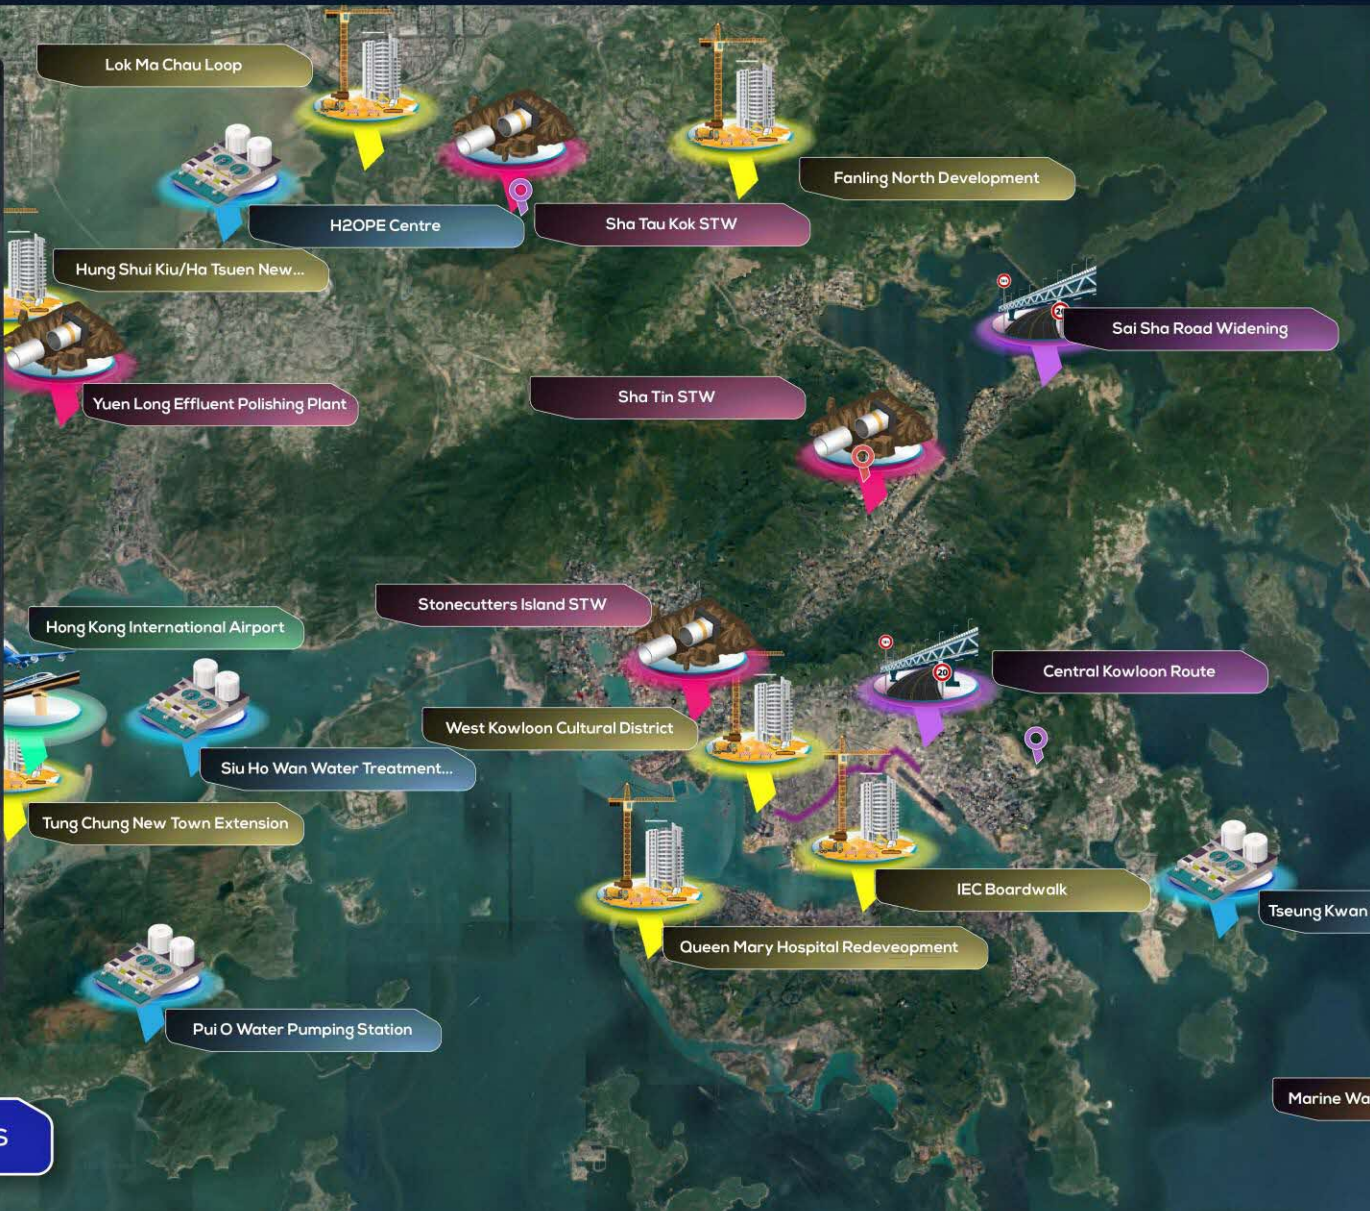 Lok Ma Chau Loop
Fanling North Development
H2OPE Centre
Sha Tau Kok STW
Hung Shui Kiu/Ha Tsuen New...
Sai Sha Road Widening
Yuen Long Effluent Polishing Plant
Sha Tin STW
Stonecutters Island STW
Hong Kong International Airport
Central Kowloon Route
20
West Kowloon Cultural District
Siu Ho Wan Water Treatment...
Tung Chung New Town Extension
IEC Boardwalk
Tseung Kwan
Queen Mary Hospital Redeveopment
Pui O Water Pumping Station
Marine Wa
S